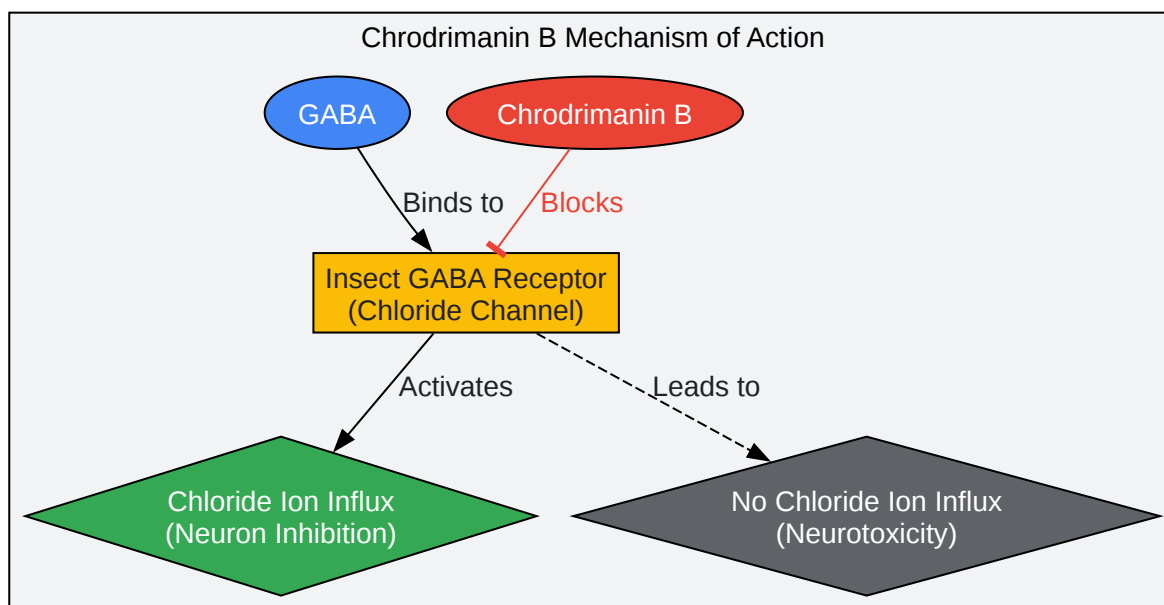 Chrodrimanin B Mechanism of Action
GABA
Chrodrimanin B
Binds to
Blocks
Insect GABA Receptor
(Chloride Channel)
Activates
Leads to
Chloride Ion Influx
(Neuron Inhibition)
No Chloride Ion Influx
(Neurotoxicity)